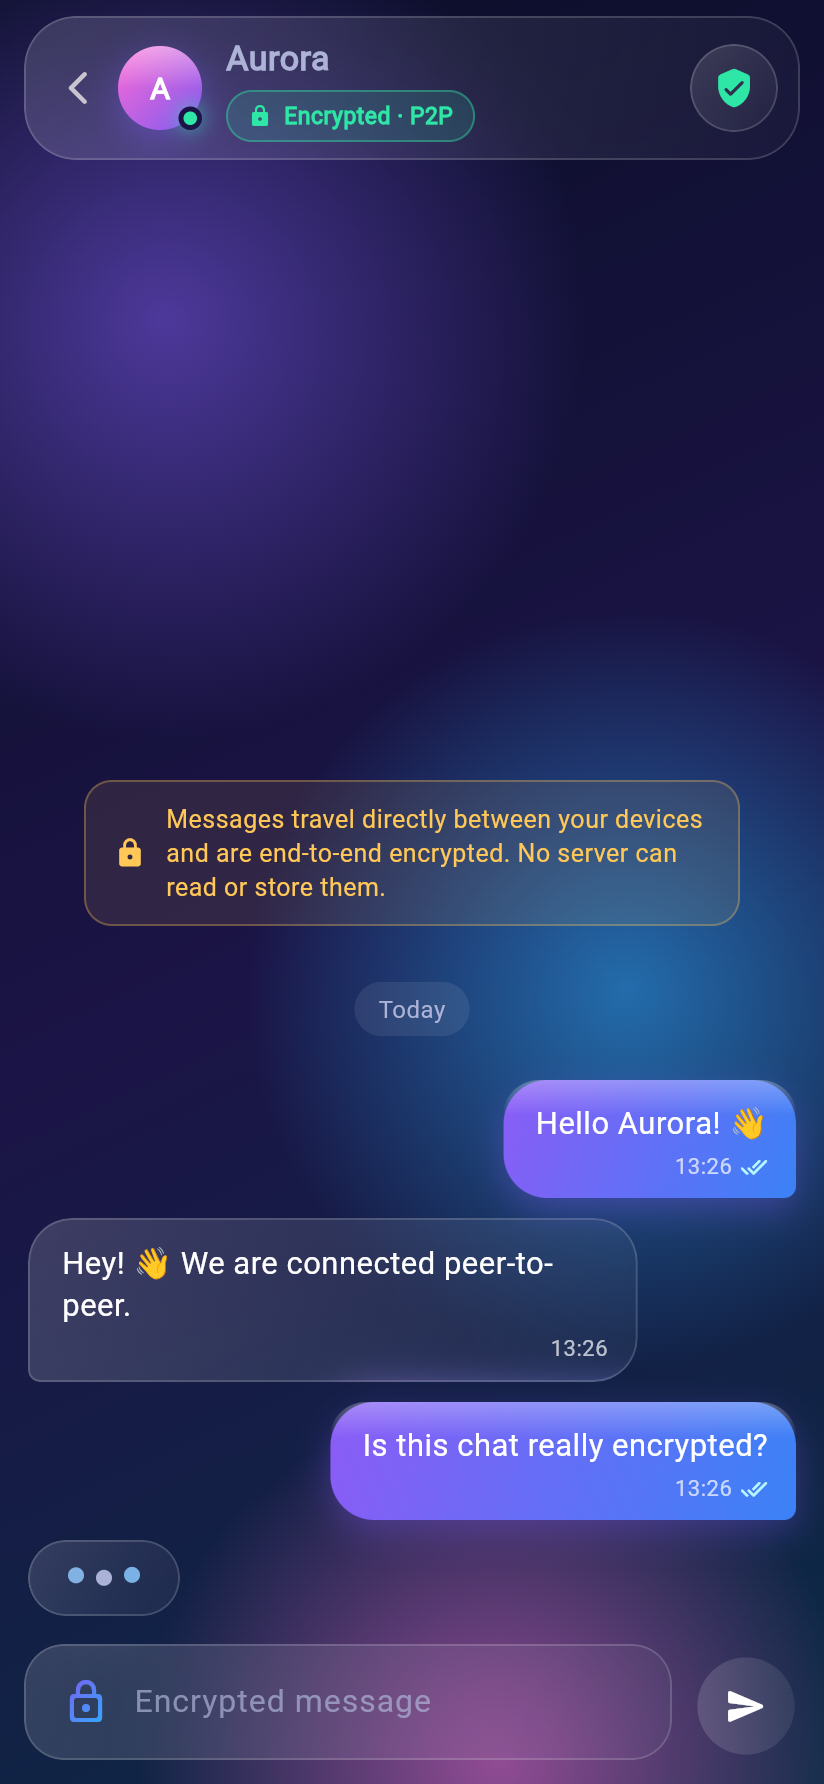 A
Aurora
Encrypted · P2P
Messages travel directly between your devices
and are end-to-end encrypted. No server can
read or store them.
Today
Hello Aurora! 👋
13:26
Hey! 👋 We are connected peer-to-
peer.
13:26
Is this chat really encrypted?
13:26
Encrypted message